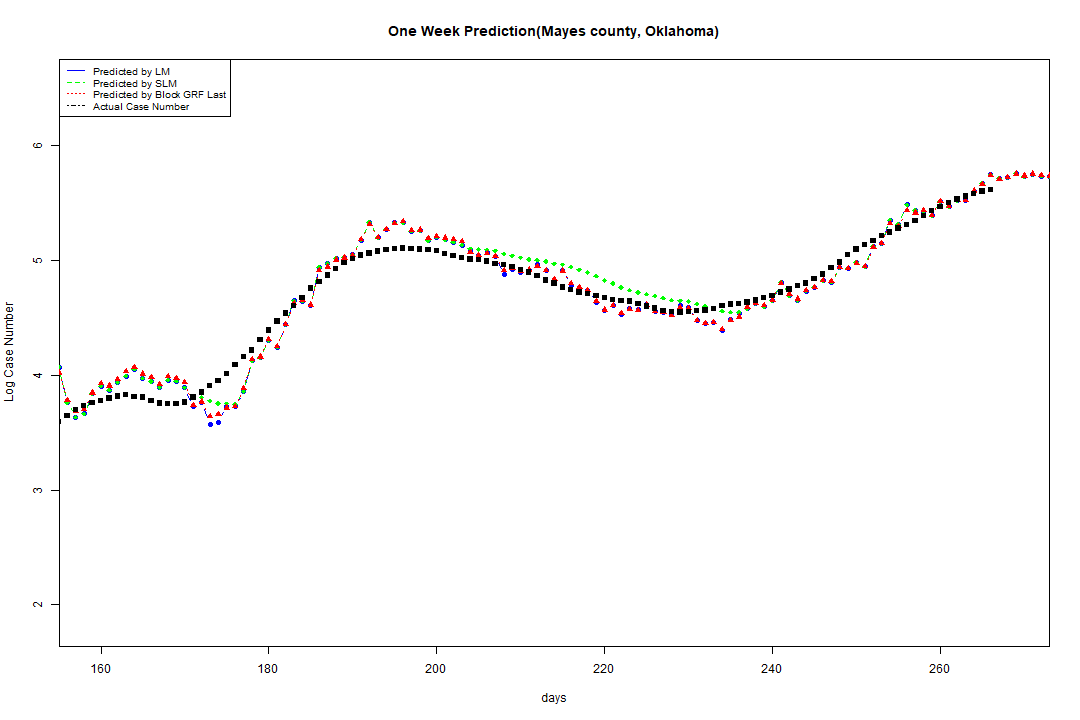 One Week Prediction(Mayes county, Oklahoma)
Predicted by LM
Predicted by SLM
Predicted by Block GRF Last
Actual Case Number
6
5
4
3
2
Log Case Number
160 180 200 220 240 260
days